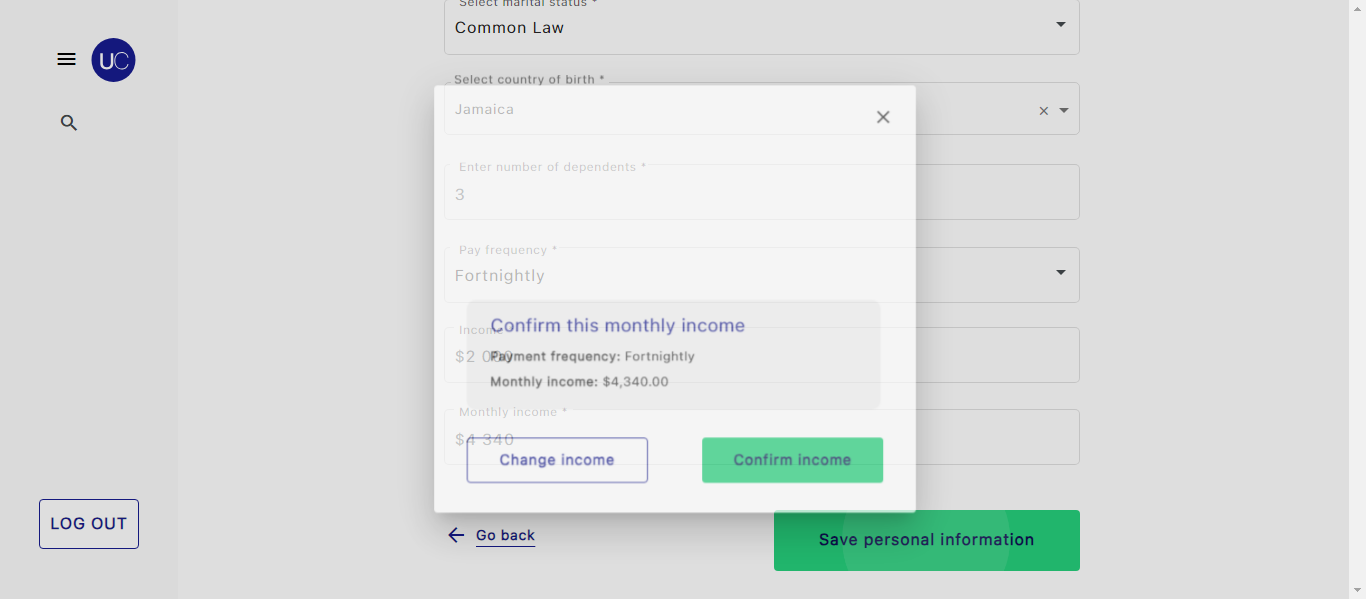 Select marital status *
Common Law
UC
Select country of birth *
Jamaica
Enter number of dependents *
3
Pay frequency *
Fortnightly
Income *
$2 000
Confirm this monthly income
Payment frequency: Fortnightly
Monthly income: $4,340.00
Monthly income *
$4 340
Change income
Confirm income
LOG OUT
Go back
Save personal information